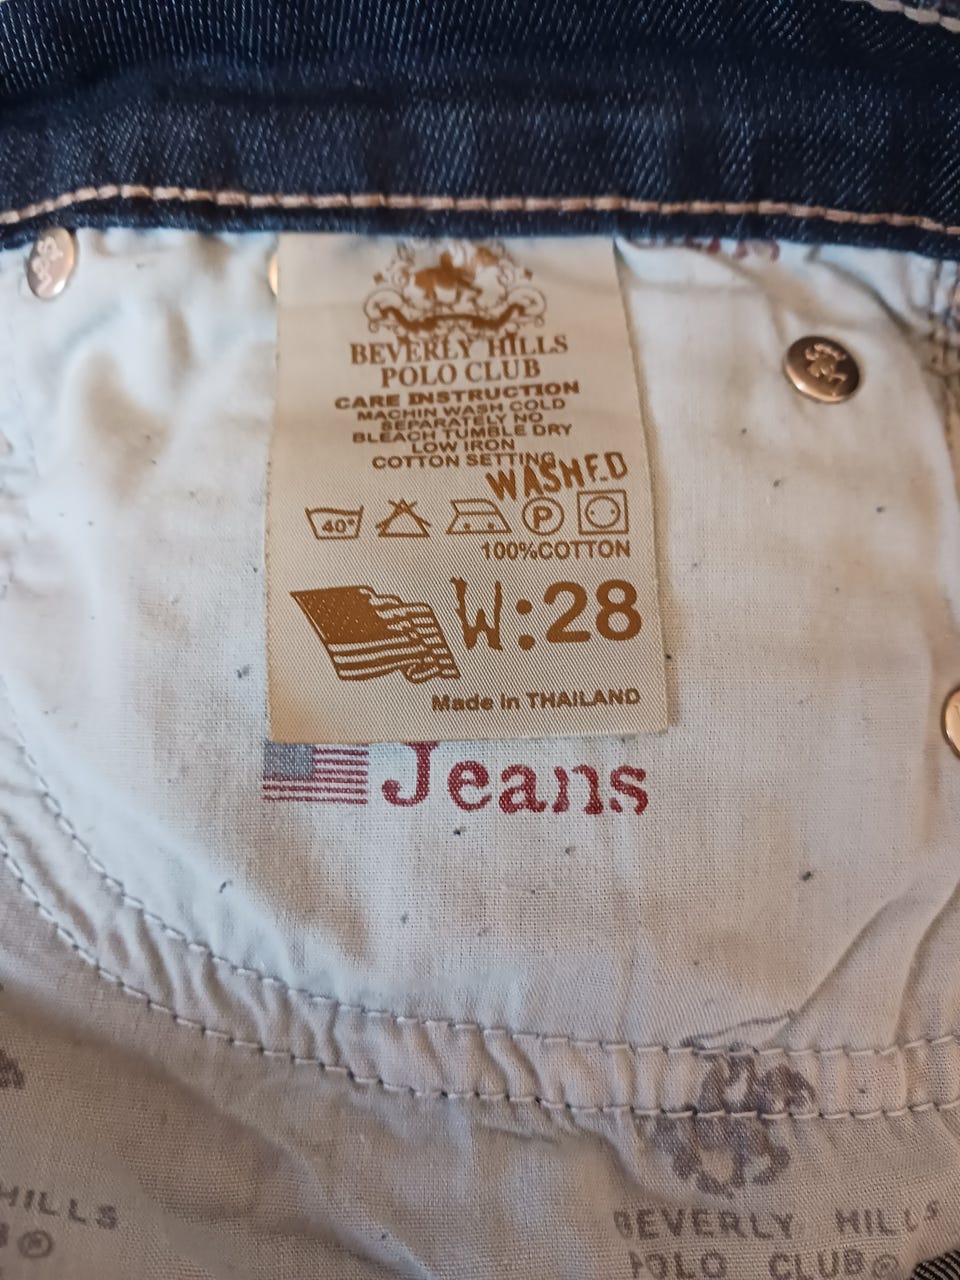 BEVERLY HILLS
POLO CLUB
CARE INSTRUCTION
MACHIN WASH COLD
SEPARATELY NO
BLEACH TUMBLE DRY
LOW IRON
COTTON SETTING
WASHED
40°
P
100%COTTON
W:28
Made in THAILAND
Jeans
HILLS
®
BEVERLY HILLS
POLO CLUB®